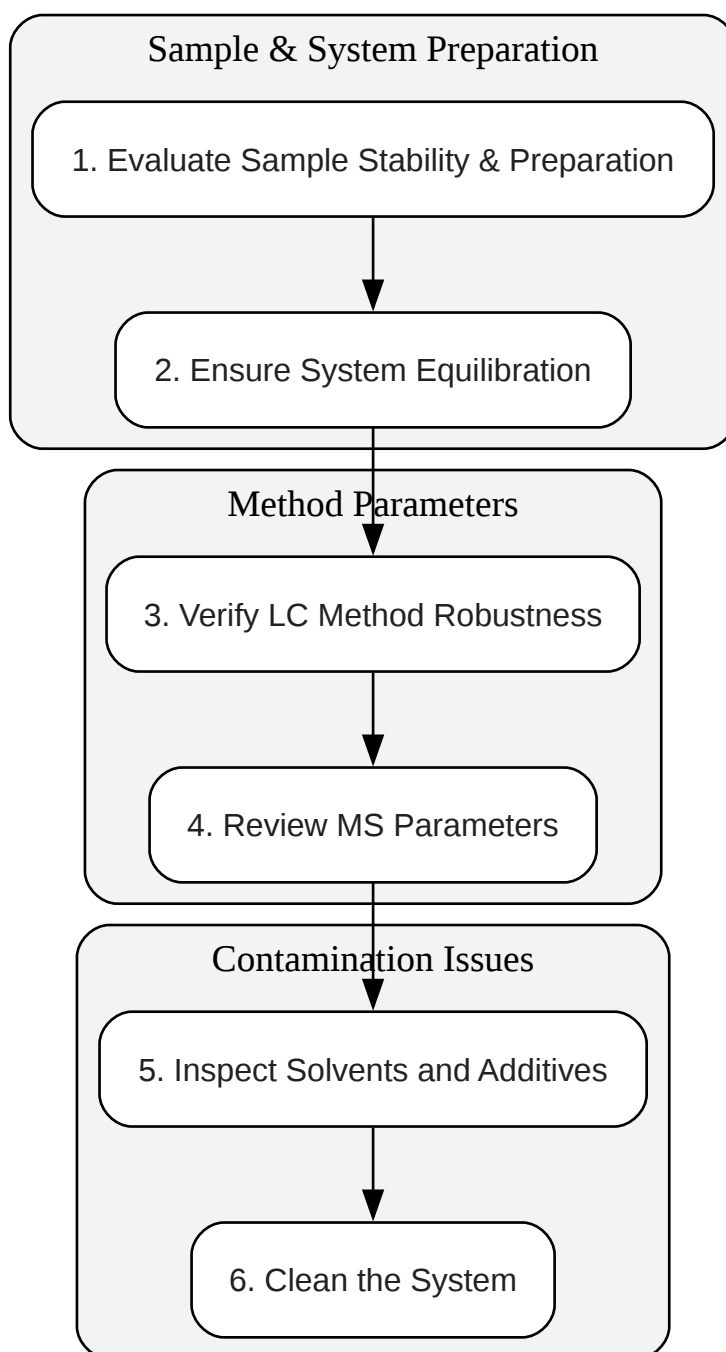 Sample & System Preparation
1. Evaluate Sample Stability & Preparation
2. Ensure System Equilibration
Method Parameters
3. Verify LC Method Robustness
4. Review MS Parameters
Contamination Issues
5. Inspect Solvents and Additives
6. Clean the System